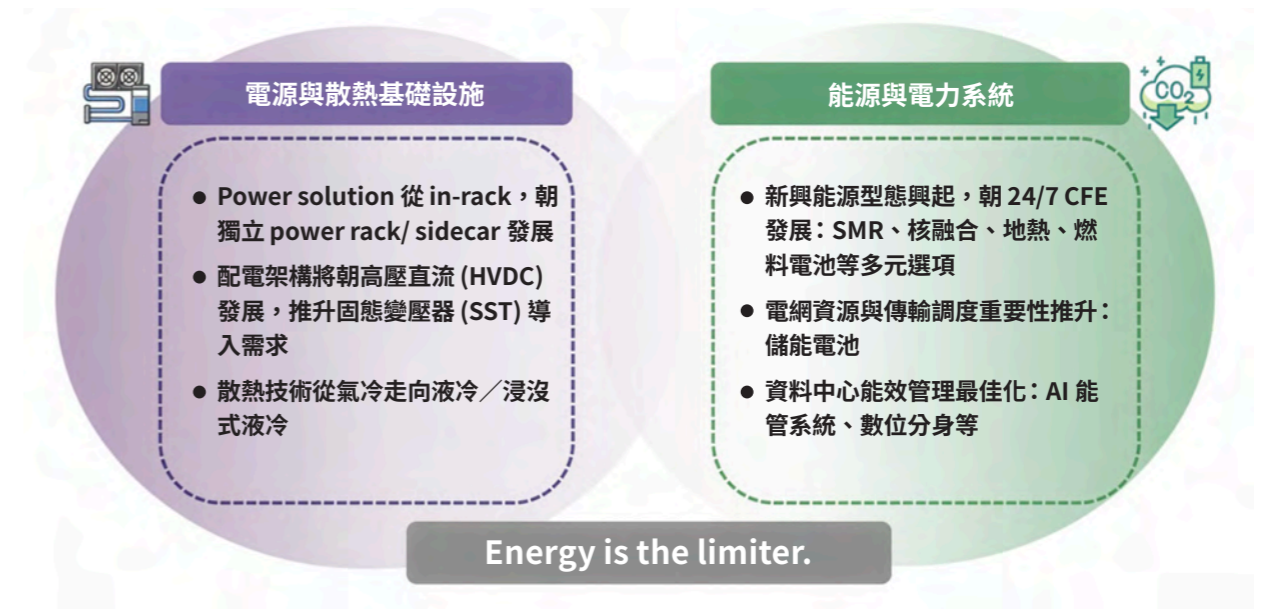 電源與散熱基礎設施
● Power solution 從 in-rack，朝
獨立 power rack/ sidecar 發展
● 配電架構將朝高壓直流 (HVDC)
發展，推升固態變壓器 (SST) 導
入需求
● 散熱技術從氣冷走向液冷／浸沒
式液冷
能源與電力系統
CO2
● 新興能源型態興起，朝 24/7 CFE
發展：SMR、核融合、地熱、燃
料電池等多元選項
● 電網資源與傳輸調度重要性推升：
儲能電池
● 資料中心能效管理最佳化：AI 能
管系統、數位分身等
Energy is the limiter.